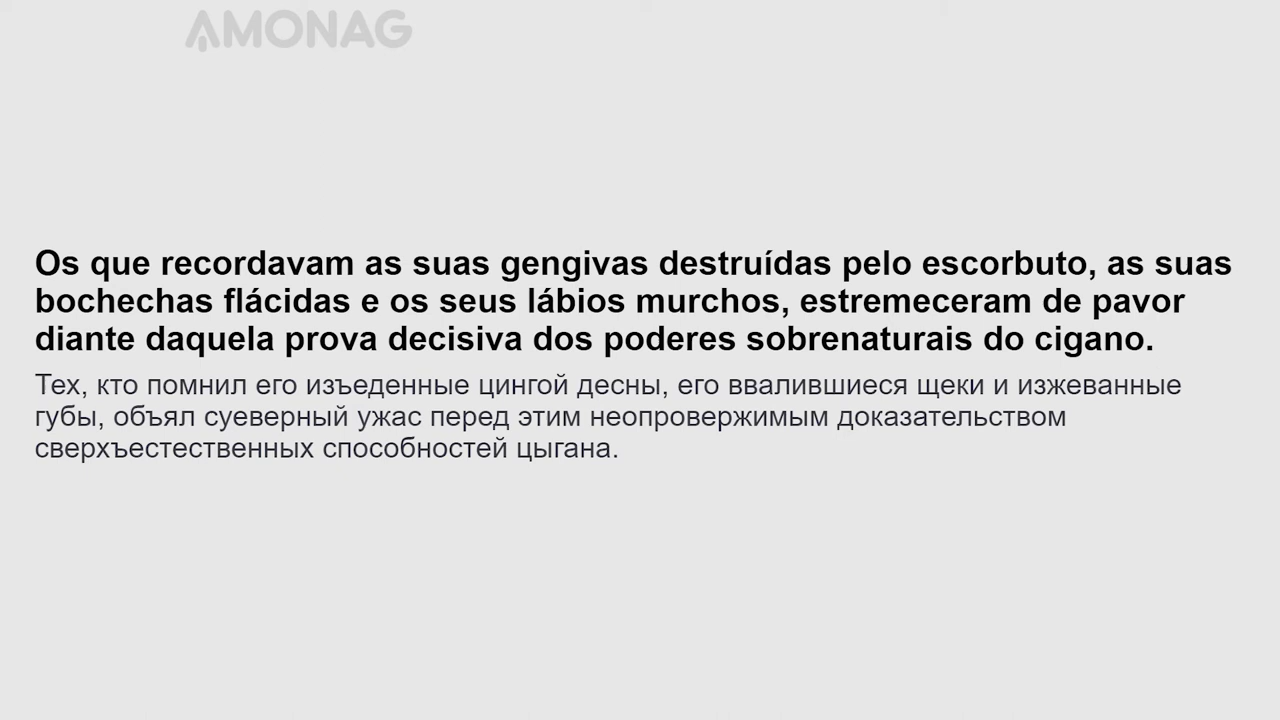 AMONAG
Os que recordavam as suas gengivas destruídas pelo escorbuto, as suas
bochechas flácidas e os seus lábios murchos, estremeceram de pavor
diante daquela prova decisiva dos poderes sobrenaturais do cigano.
Тех, кто помнил его изъеденные цингой десны, его ввалившиеся щеки и изжеванные
губы, объял суеверный ужас перед этим неопровержимым доказательством
сверхъестественных способностей цыгана.